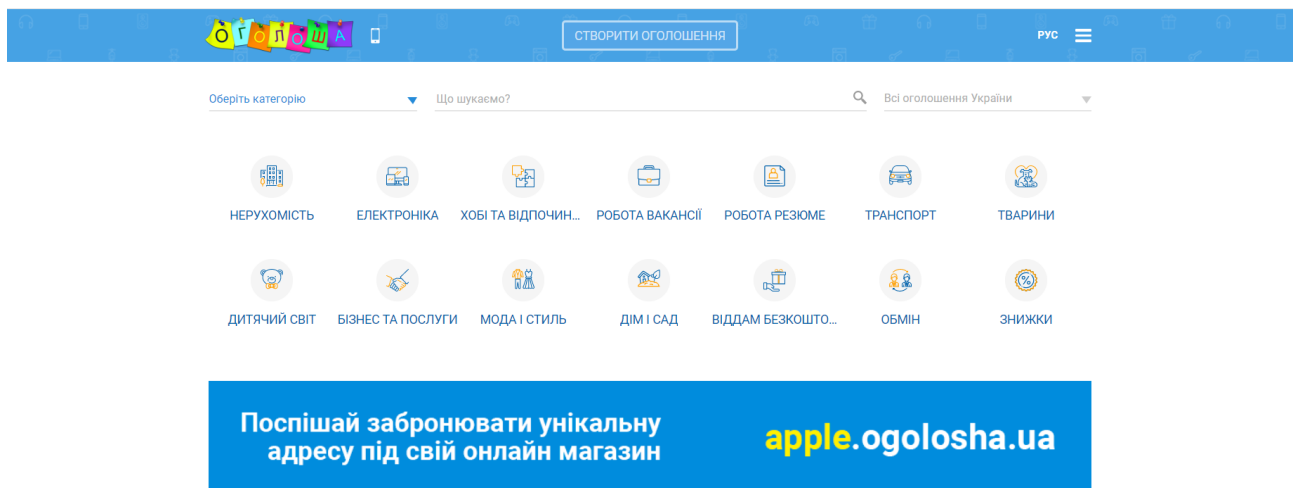 ОГОЛОША
СТВОРИТИ ОГОЛОШЕННЯ
РУС
Оберіть категорію
Що шукаємо?
Всі оголошення України
НЕРУХОМІСТЬ
ЕЛЕКТРОНІКА
ХОБІ ТА ВІДПОЧИН...
РОБОТА ВАКАНСІЇ
РОБОТА РЕЗЮМЕ
ТРАНСПОРТ
ТВАРИНИ
ДИТЯЧИЙ СВІТ
БІЗНЕС ТА ПОСЛУГИ
МОДА І СТИЛЬ
ДІМ І САД
ВІДДАМ БЕЗКОШТО...
ОБМІН
ЗНИЖКИ
Поспішай забронювати унікальну
адресу під свій онлайн магазин
apple.ogolosha.ua